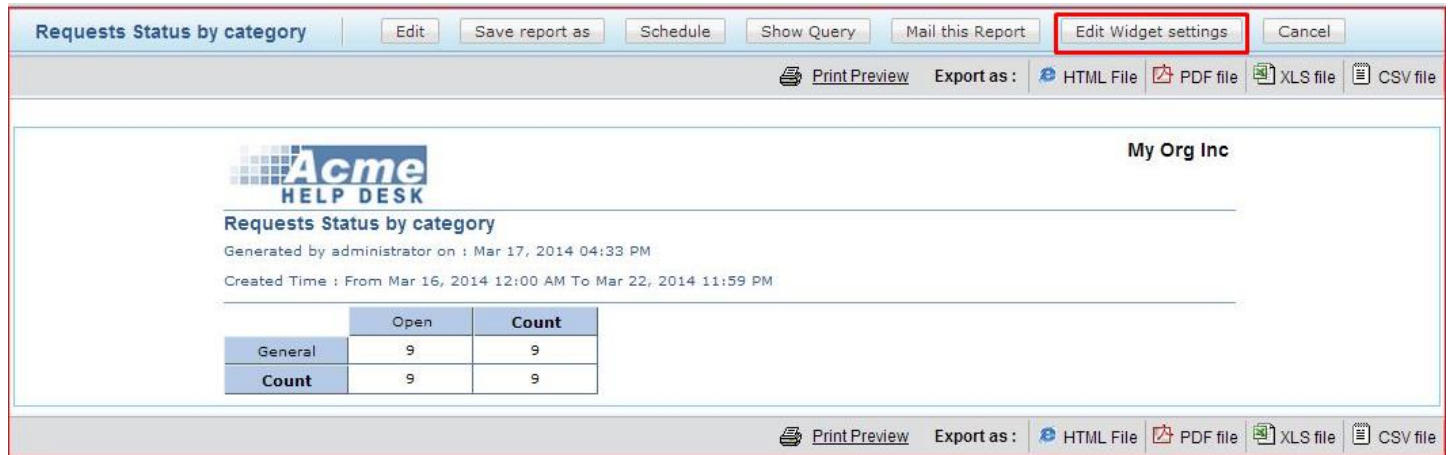 Requests Status by category Edit Save report as Schedule Show Query Mail this Report Edit Widget settings Cancel
Print Preview Export as : HTML File PDF file XLS file CSV file
Acme
HELP DESK
My Org Inc
Requests Status by category
Generated by administrator on : Mar 17, 2014 04:33 PM
Created Time : From Mar 16, 2014 12:00 AM To Mar 22, 2014 11:59 PM
Open Count
General 9 9
Count 9 9
Print Preview Export as : HTML File PDF file XLS file CSV file